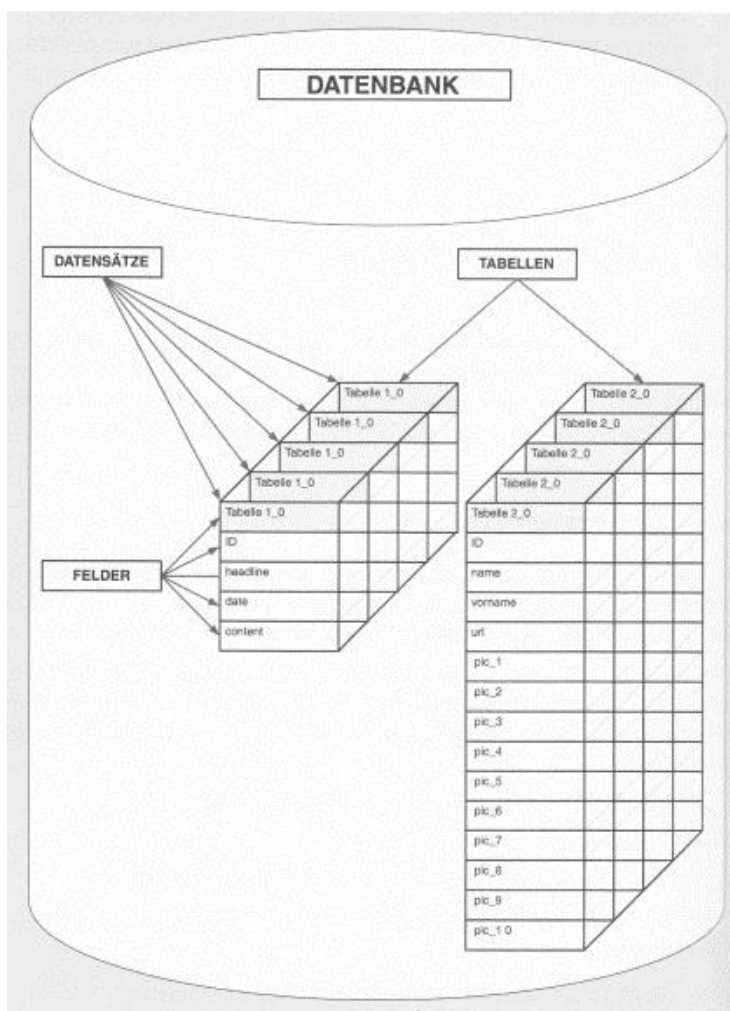 DATENBANK
DATENSÄTZE
TABELLEN
Tabelle 1_0
Tabelle 1_0
Tabelle 1_0
Tabelle 1_0
Tabelle 1_0
ID
headline
date
content
FELDER
Tabelle 2_0
Tabelle 2_0
Tabelle 2_0
Tabelle 2_0
Tabelle 2_0
ID
name
vorname
url
pic_1
pic_2
pic_3
pic_4
pic_5
pic_6
pic_7
pic_8
pic_9
pic_1 0